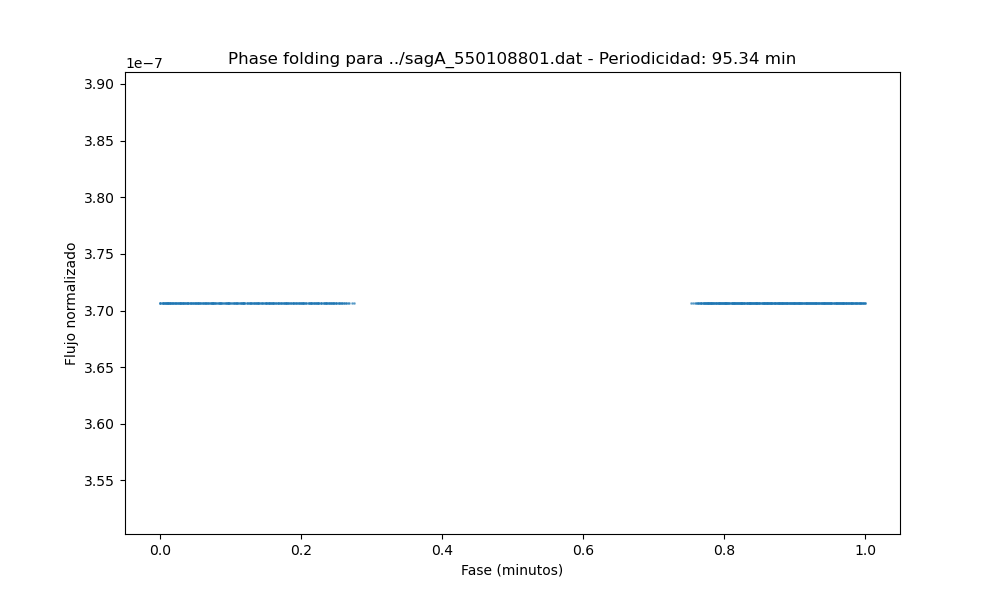 Phase folding para ../sagA_550108801.dat - Periodicidad: 95.34 min
1e−7
3.90
3.85
3.80
3.75
3.70
3.65
3.60
3.55
Flujo normalizado
0.0 0.2 0.4 0.6 0.8 1.0
Fase (minutos)